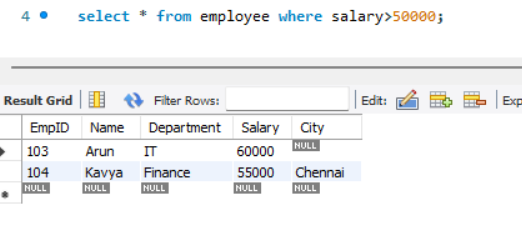 4 select * from employee where salary>50000;
Result Grid Filter Rows: Edit: Exp
EmpID Name Department Salary City
103 Arun IT 60000 NULL
104 Kavya Finance 55000 Chennai
NULL NULL NULL NULL NULL